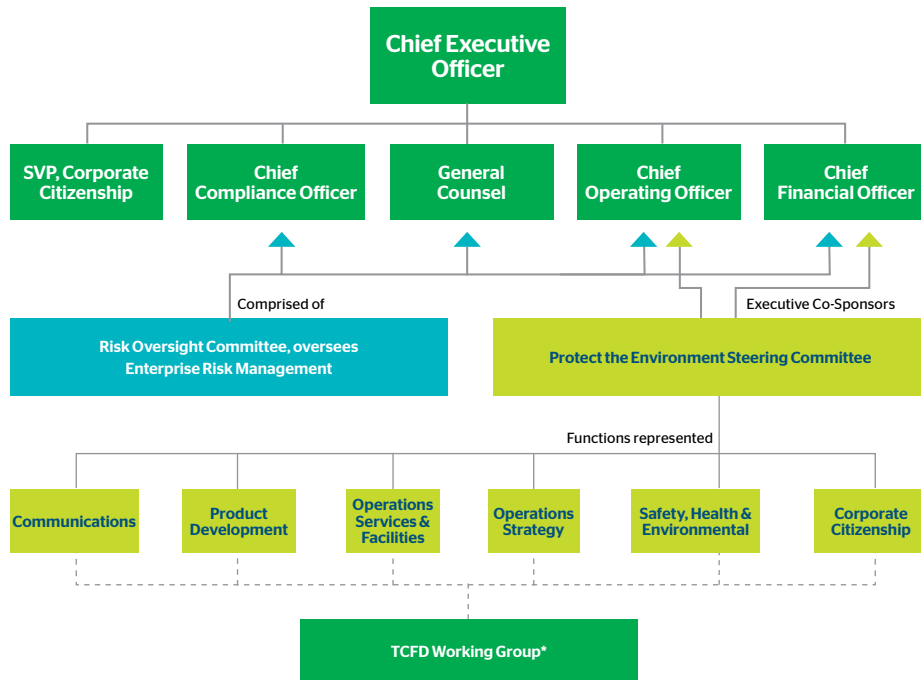 Chief Executive
Officer
SVP, Corporate
Citizenship
Chief
Compliance Officer
General
Counsel
Chief
Operating Officer
Chief
Financial Officer
Comprised of
Executive Co-Sponsors
Risk Oversight Committee, oversees
Enterprise Risk Management
Protect the Environment Steering Committee
Functions represented
Communications
Product
Development
Operations
Services &
Facilities
Operations
Strategy
Safety, Health &
Environmental
Corporate
Citizenship
TCFD Working Group*